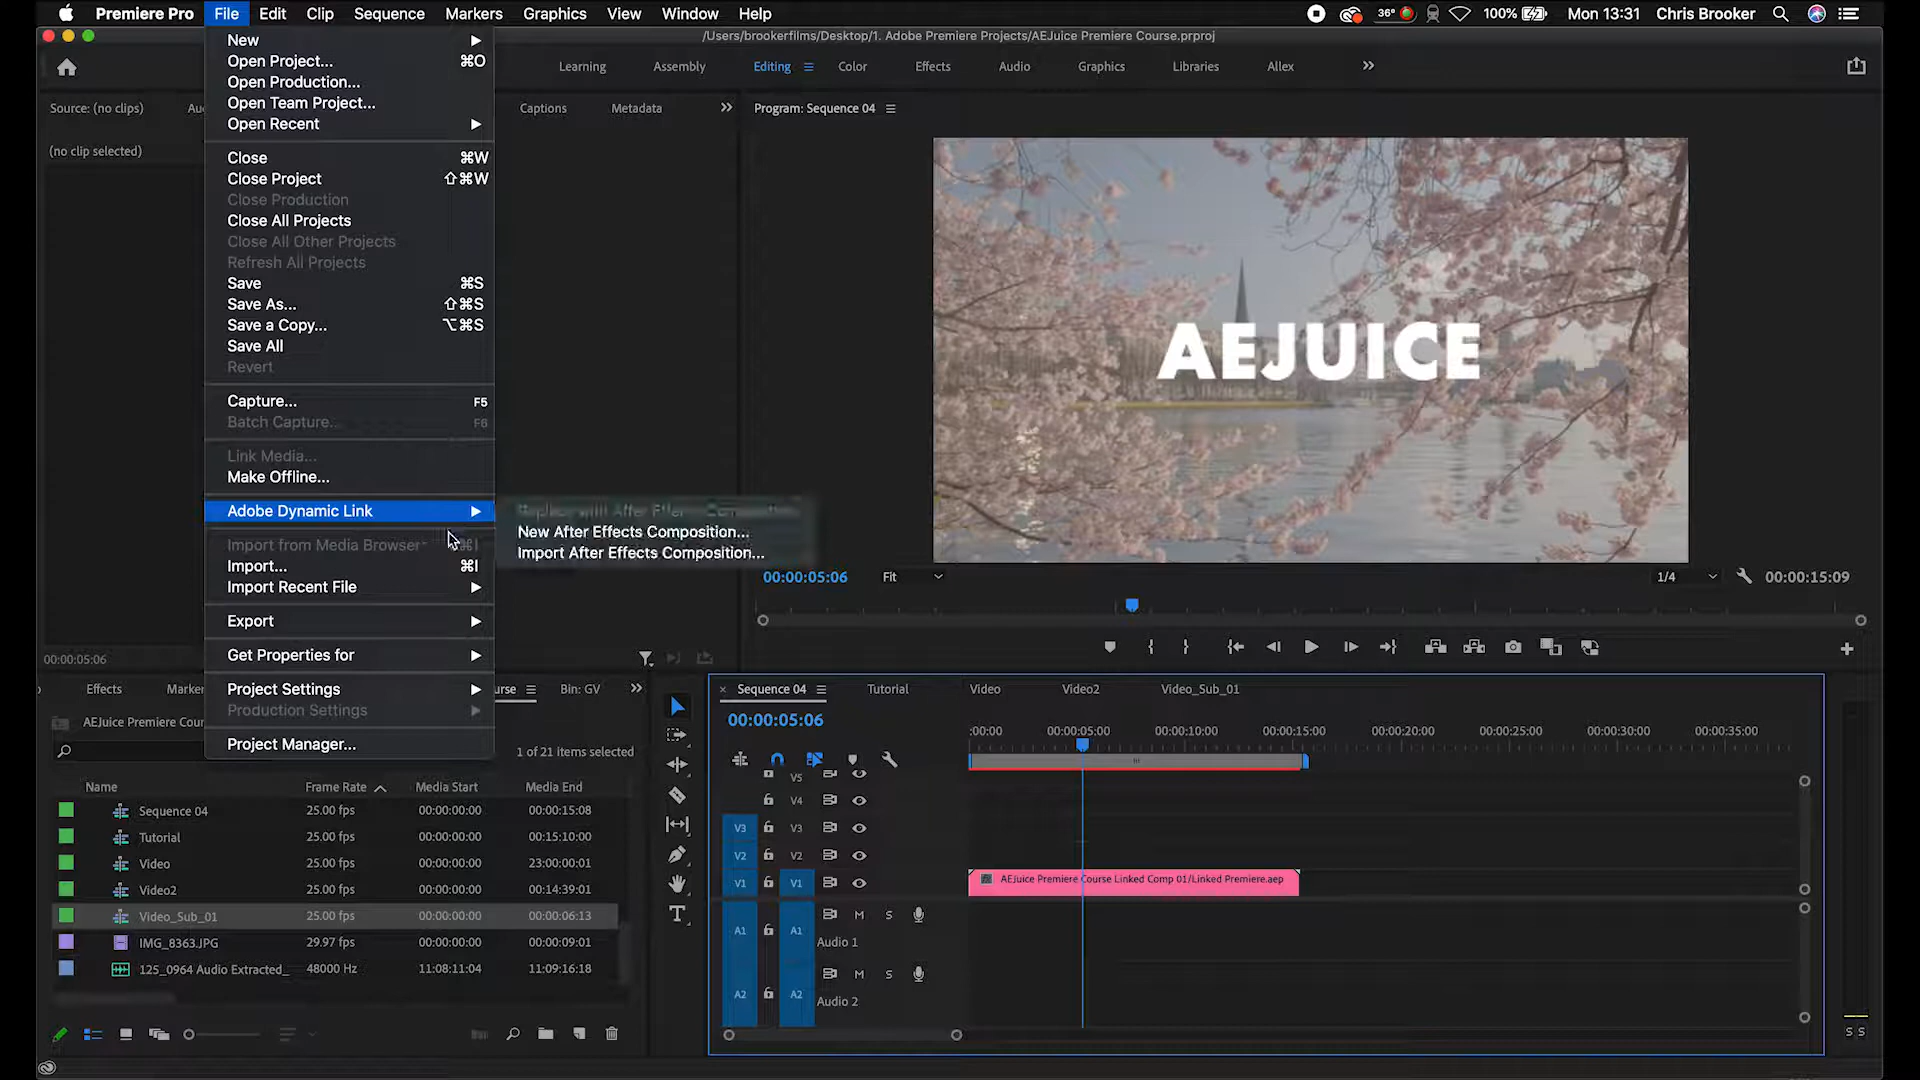 Premiere Pro File Edit Clip Sequence Markers Graphics View Window Help
36° 100% Mon 13:31 Chris Brooker
/Users/brookerfilms/Desktop/1. Adobe Premiere Projects/AEJuice Premiere Course.prproj
New
Open Project... ⌘O
Open Production...
Open Team Project...
Open Recent
Close ⌘W
Close Project ⇧⌘W
Close Production
Close All Projects
Close All Other Projects
Refresh All Projects
Save ⌘S
Save As... ⇧⌘S
Save a Copy... ⌥⌘S
Save All
Revert
Capture... F5
Batch Capture... F6
Link Media...
Make Offline...
Adobe Dynamic Link
New After Effects Composition...
Import After Effects Composition...
Import from Media Browser ⌘I
Import... ⌘I
Import Recent File
Export
Get Properties for
Project Settings
Production Settings
Project Manager...
Learning Assembly Editing Color Effects Audio Graphics Libraries Allex
Source: (no clips) Captions Metadata
(no clip selected)
00:00:05:06
Program: Sequence 04
AEJUICE
00:00:05:06 Fit 1/4 00:00:15:09
Effects Bin: GV
AEJuice Premiere Cour
1 of 21 Items selected
Name Frame Rate Media Start Media End
Sequence 04 25.00 fps 00:00:00:00 00:00:15:08
Tutorial 25.00 fps 00:00:00:00 00:15:10:00
Video 25.00 fps 00:00:00:00 23:00:00:01
Video2 25.00 fps 00:00:00:00 00:14:39:01
Video_Sub_01 25.00 fps 00:00:00:00 00:00:06:13
IMG_8363.JPG 29.97 fps 00:00:00:00 00:00:09:01
125_0964 Audio Extracted_ 48000 Hz 11:08:11:04 11:09:16:18
Sequence 04 Tutorial Video Video2 Video_Sub_01
00:00:05:06
:00:00 00:00:05:00 00:00:10:00 00:00:15:00 00:00:20:00 00:00:25:00 00:00:30:00 00:00:35:00
V5
V4
V3 V3
V2 V2
V1 V1
AEJuice Premiere Course Linked Comp 01/Linked Premiere.aep
A1 A1 M S
Audio 1
A2 A2 M S
Audio 2
S S